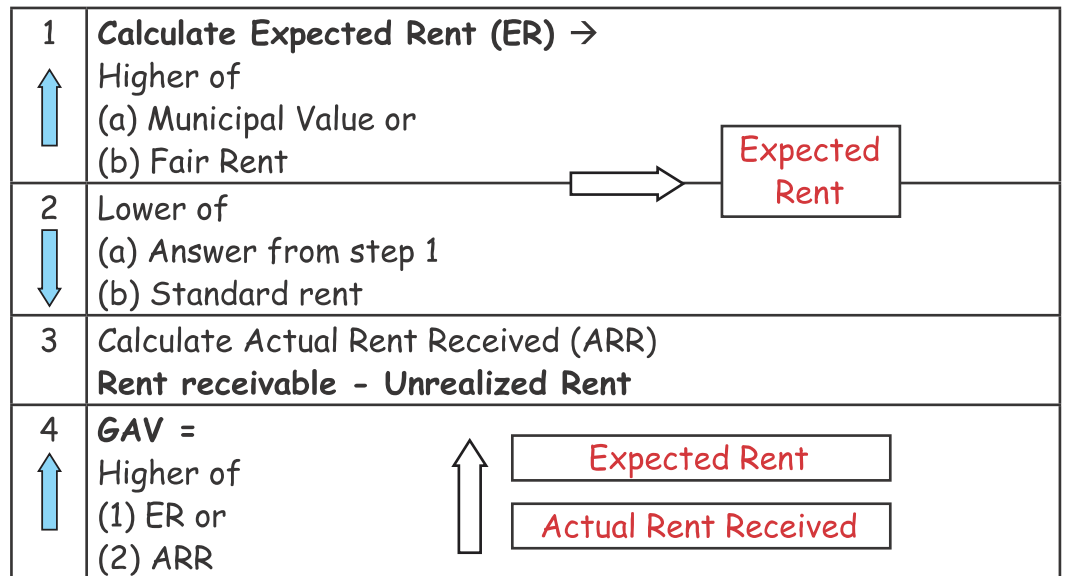 1 Calculate Expected Rent (ER) →
Higher of
(a) Municipal Value or
(b) Fair Rent
Expected
Rent
2 Lower of
(a) Answer from step 1
(b) Standard rent
3 Calculate Actual Rent Received (ARR)
Rent receivable - Unrealized Rent
4 GAV =
Higher of
(1) ER or
(2) ARR
Expected Rent
Actual Rent Received